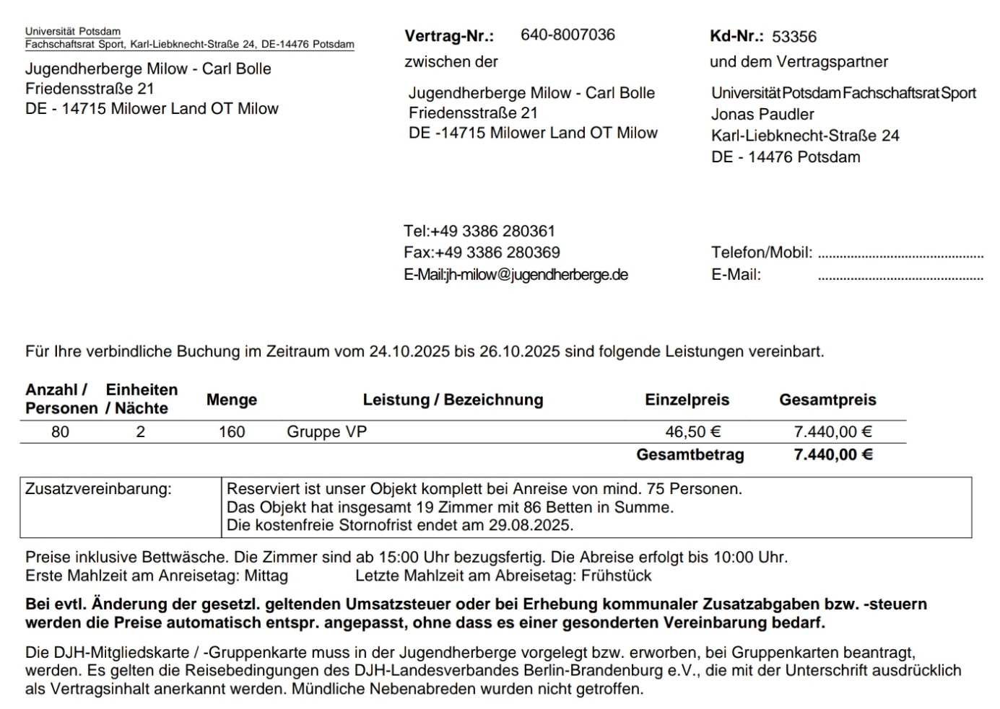 Universität Potsdam
Fachschaftsrat Sport, Karl-Liebknecht-Straße 24, DE-14476 Potsdam
Jugendherberge Milow - Carl Bolle
Friedensstraße 21
DE - 14715 Milower Land OT Milow
Vertrag-Nr.: 640-8007036
zwischen der
Jugendherberge Milow - Carl Bolle
Friedensstraße 21
DE -14715 Milower Land OT Milow
Tel:+49 3386 280361
Fax:+49 3386 280369
E-Mail:jh-milow@jugendherberge.de
Kd-Nr.: 53356
und dem Vertragspartner
Universität Potsdam Fachschaftsrat Sport
Jonas Paudler
Karl-Liebknecht-Straße 24
DE - 14476 Potsdam
Telefon/Mobil: ............................................
E-Mail: ............................................
Für Ihre verbindliche Buchung im Zeitraum vom 24.10.2025 bis 26.10.2025 sind folgende Leistungen vereinbart.
Anzahl / Personen Einheiten / Nächte Menge Leistung / Bezeichnung Einzelpreis Gesamtpreis
80 2 160 Gruppe VP 46,50 € 7.440,00 €
Gesamtbetrag 7.440,00 €
Zusatzvereinbarung: Reserviert ist unser Objekt komplett bei Anreise von mind. 75 Personen.
Das Objekt hat insgesamt 19 Zimmer mit 86 Betten in Summe.
Die kostenfreie Stornofrist endet am 29.08.2025.
Preise inklusive Bettwäsche. Die Zimmer sind ab 15:00 Uhr bezugsfertig. Die Abreise erfolgt bis 10:00 Uhr.
Erste Mahlzeit am Anreisetag: Mittag Letzte Mahlzeit am Abreisetag: Frühstück
Bei evtl. Änderung der gesetzl. geltenden Umsatzsteuer oder bei Erhebung kommunaler Zusatzabgaben bzw. -steuern
werden die Preise automatisch entspr. angepasst, ohne dass es einer gesonderten Vereinbarung bedarf.
Die DJH-Mitgliedskarte / -Gruppenkarte muss in der Jugendherberge vorgelegt bzw. erworben, bei Gruppenkarten beantragt,
werden. Es gelten die Reisebedingungen des DJH-Landesverbandes Berlin-Brandenburg e.V., die mit der Unterschrift ausdrücklich
als Vertragsinhalt anerkannt werden. Mündliche Nebenabreden wurden nicht getroffen.